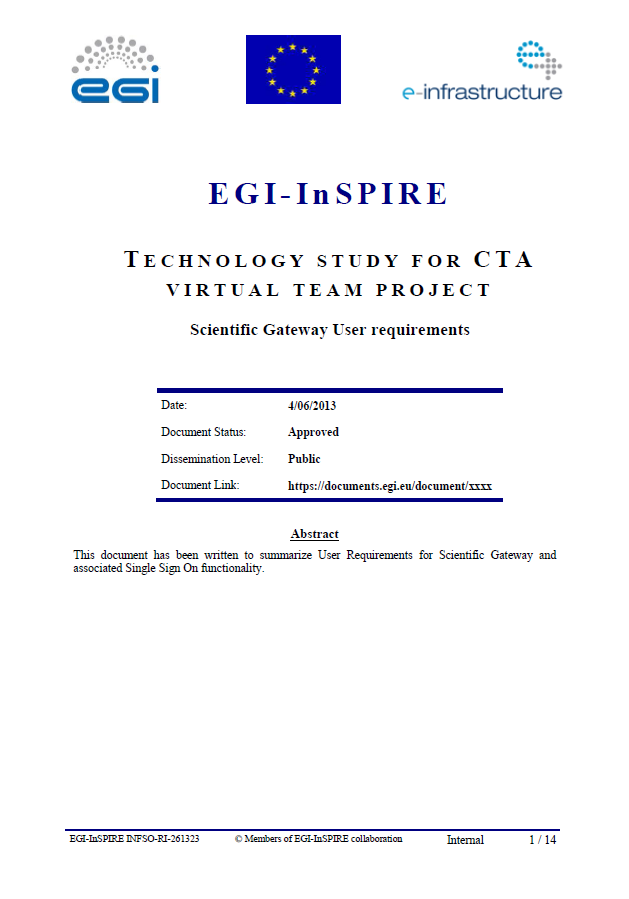 egi
e-infrastructure
EGI-InSPIRE
TECHNOLOGY STUDY FOR CTA
VIRTUAL TEAM PROJECT
Scientific Gateway User requirements
Date: 4/06/2013
Document Status: Approved
Dissemination Level: Public
Document Link: https://documents.egi.eu/document/xxxx
Abstract
This document has been written to summarize User Requirements for Scientific Gateway and
associated Single Sign On functionality.
EGI-InSPIRE INFSO-RI-261323 © Members of EGI-InSPIRE collaboration Internal 1 / 14